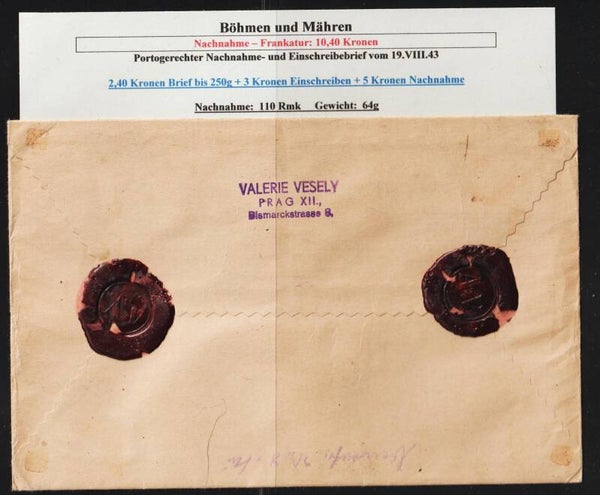 Böhmen und Mähren
Nachnahme – Frankatur: 10,40 Kronen
Portogerechter Nachnahme- und Einschreibebrief vom 19.VIII.43
2,40 Kronen Brief bis 250g + 3 Kronen Einschreiben + 5 Kronen Nachnahme
Nachnahme: 110 Rmk Gewicht: 64g
VALERIE VESELY
PRAG XII.,
Bismarckstrasse 8,